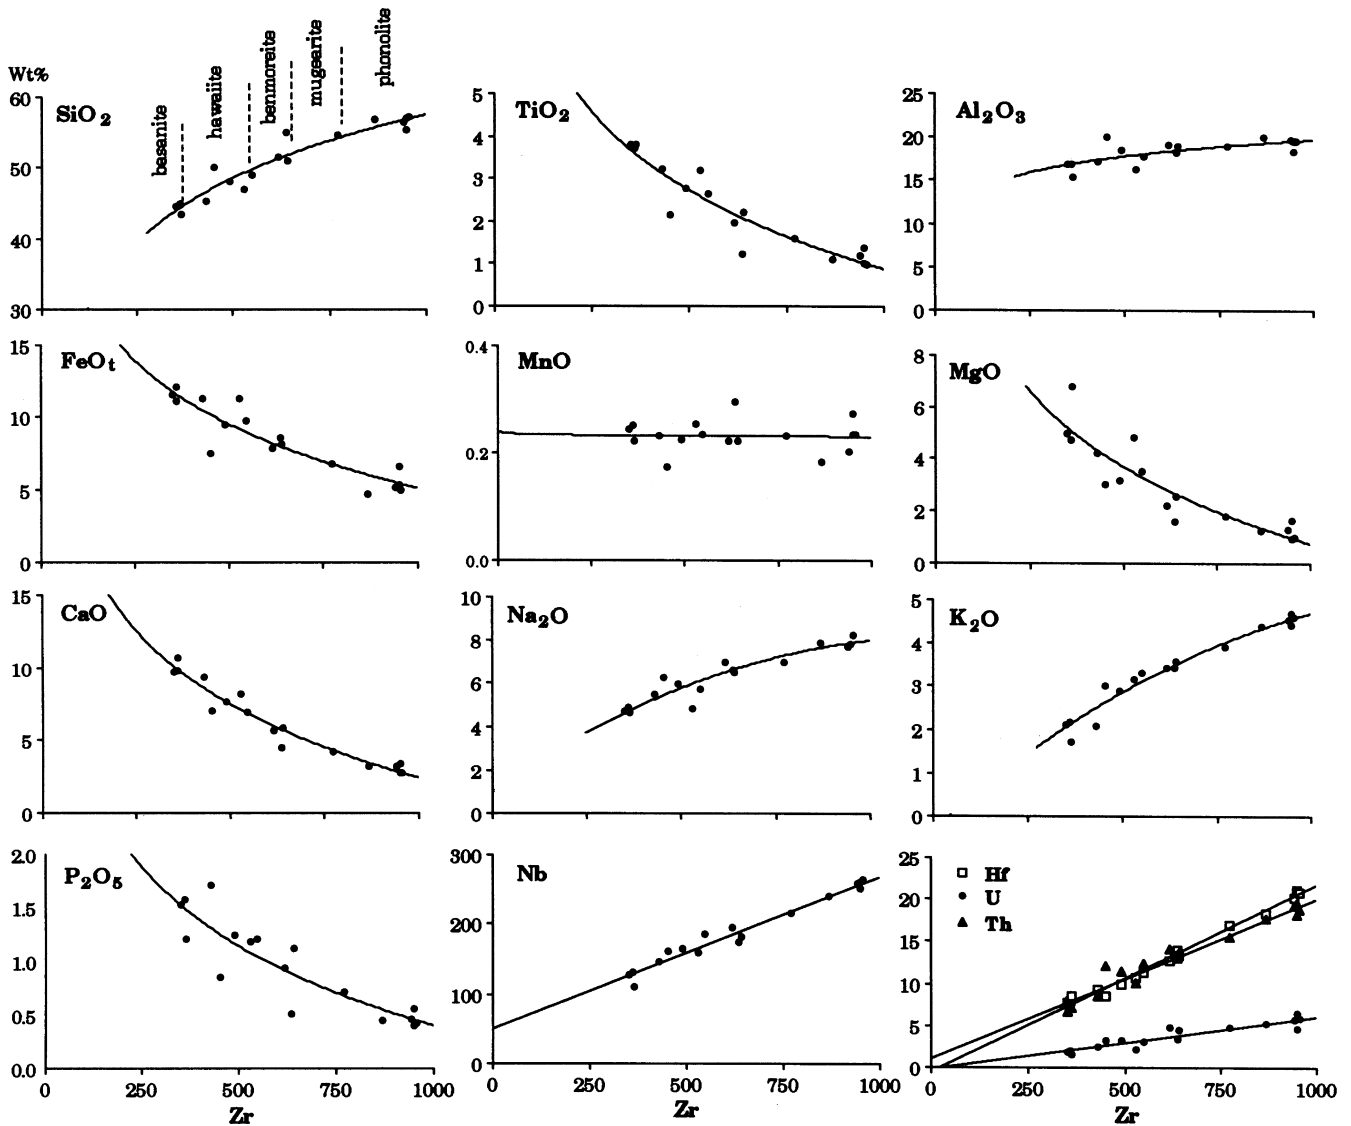 Wt%
basanite
hawaiite
benmoreite
mugearite
phonolite
60
50
40
30
SiO2
5
4
3
2
1
0
TiO2
25
20
15
10
5
0
Al2O3
15
10
5
0
FeOt
0.4
0.2
0.0
MnO
8
6
4
2
0
MgO
15
10
5
0
CaO
10
8
6
4
2
0
Na2O
5
4
3
2
1
0
K2O
2.0
1.5
1.0
0.5
0.0
P2O5
0 250 500 750 1000
Zr
300
200
100
0
Nb
0 250 500 750 1000
Zr
25
20
15
10
5
0
Hf
U
Th
0 250 500 750 1000
Zr